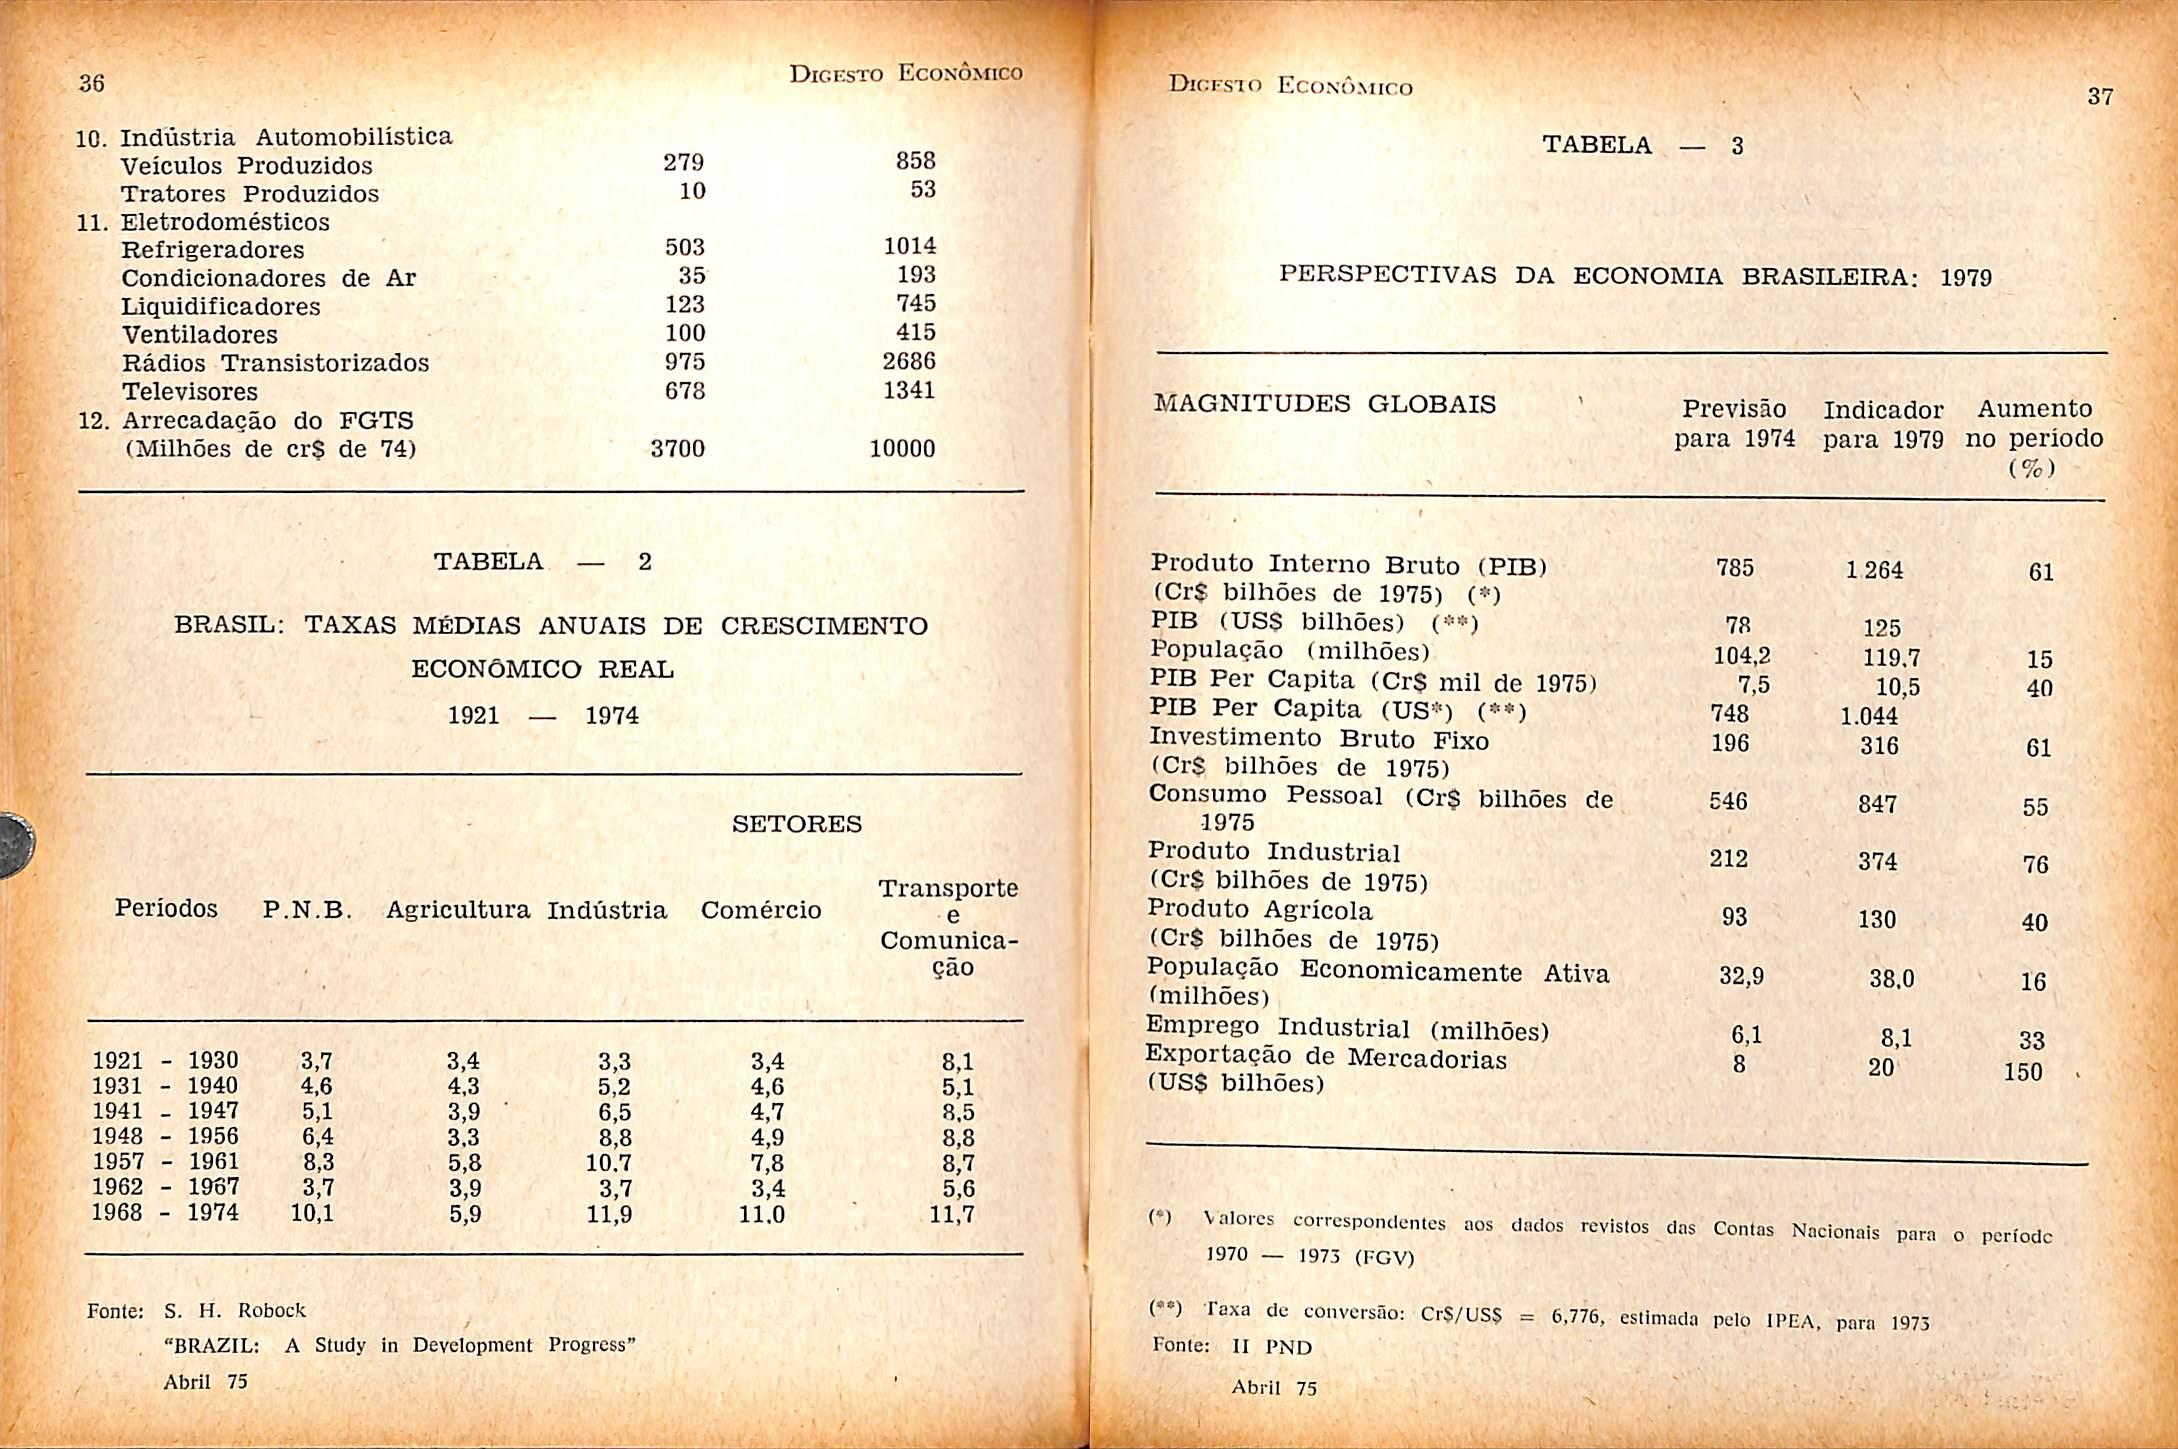 36 DIGESTO ECONÔMICO
10. Indústria Automobilística
Veículos Produzidos 279 858
Tratores Produzidos 10 53
11. Eletrodomésticos
Refrigeradores 503 1014
Condicionadores de Ar 35 193
Liquidificadores 123 745
Ventiladores 100 415
Rádios Transistorizados 975 2686
Televisores 678 1341
12. Arrecadação do FGTS
(Milhões de cr$ de 74) 3700 10000
TABELA — 2
BRASIL: TAXAS MÉDIAS ANUAIS DE CRESCIMENTO
ECONÔMICO REAL
1921 — 1974
SETORES
Períodos P.N.B. Agricultura Indústria Comércio Transporte
e
Comunica-
ção
1921 - 1930 3,7 3,4 3,3 3,4 8,1
1931 - 1940 4,6 4,3 5,2 4,6 5,1
1941 - 1947 5,1 3,9 6,5 4,7 8,5
1948 - 1956 6,4 3,3 8,8 4,9 8,8
1957 - 1961 8,3 5,8 10,7 7,8 8,7
1962 - 1967 3,7 3,9 3,7 3,4 5,6
1968 - 1974 10,1 5,9 11,9 11,0 11,7
Fonte: S. H. Robock
“BRAZIL: A Study in Development Progress”
Abril 75
DIGESTO ECONÔMICO 37
TABELA — 3
PERSPECTIVAS DA ECONOMIA BRASILEIRA: 1979
MAGNITUDES GLOBAIS Previsão Indicador Aumento
para 1974 para 1979 no período
(%)
Produto Interno Bruto (PIB) 785 1.264 61
(Cr$ bilhões de 1975) (*)
PIB (US$ bilhões) (**) 78 125
População (milhões) 104,2 119,7 15
PIB Per Capita (Cr$ mil de 1975) 7,5 10,5 40
PIB Per Capita (US*) (**) 748 1.044
Investimento Bruto Fixo 196 316 61
(Cr$ bilhões de 1975)
Consumo Pessoal (Cr$ bilhões de 546 847 55
1975
Produto Industrial 212 374 76
(Cr$ bilhões de 1975)
Produto Agrícola 93 130 40
(Cr$ bilhões de 1975)
População Economicamente Ativa 32,9 38,0 16
(milhões)
Emprego Industrial (milhões) 6,1 8,1 33
Exportação de Mercadorias 8 20 150
(US$ bilhões)
(*) Valores correspondentes aos dados revistos das Contas Nacionais para o período
1970 — 1973 (FGV)
(**) Taxa de conversão: Cr$/US$ = 6,776, estimada pelo IPEA, para 1973
Fonte: II PND
Abril 75